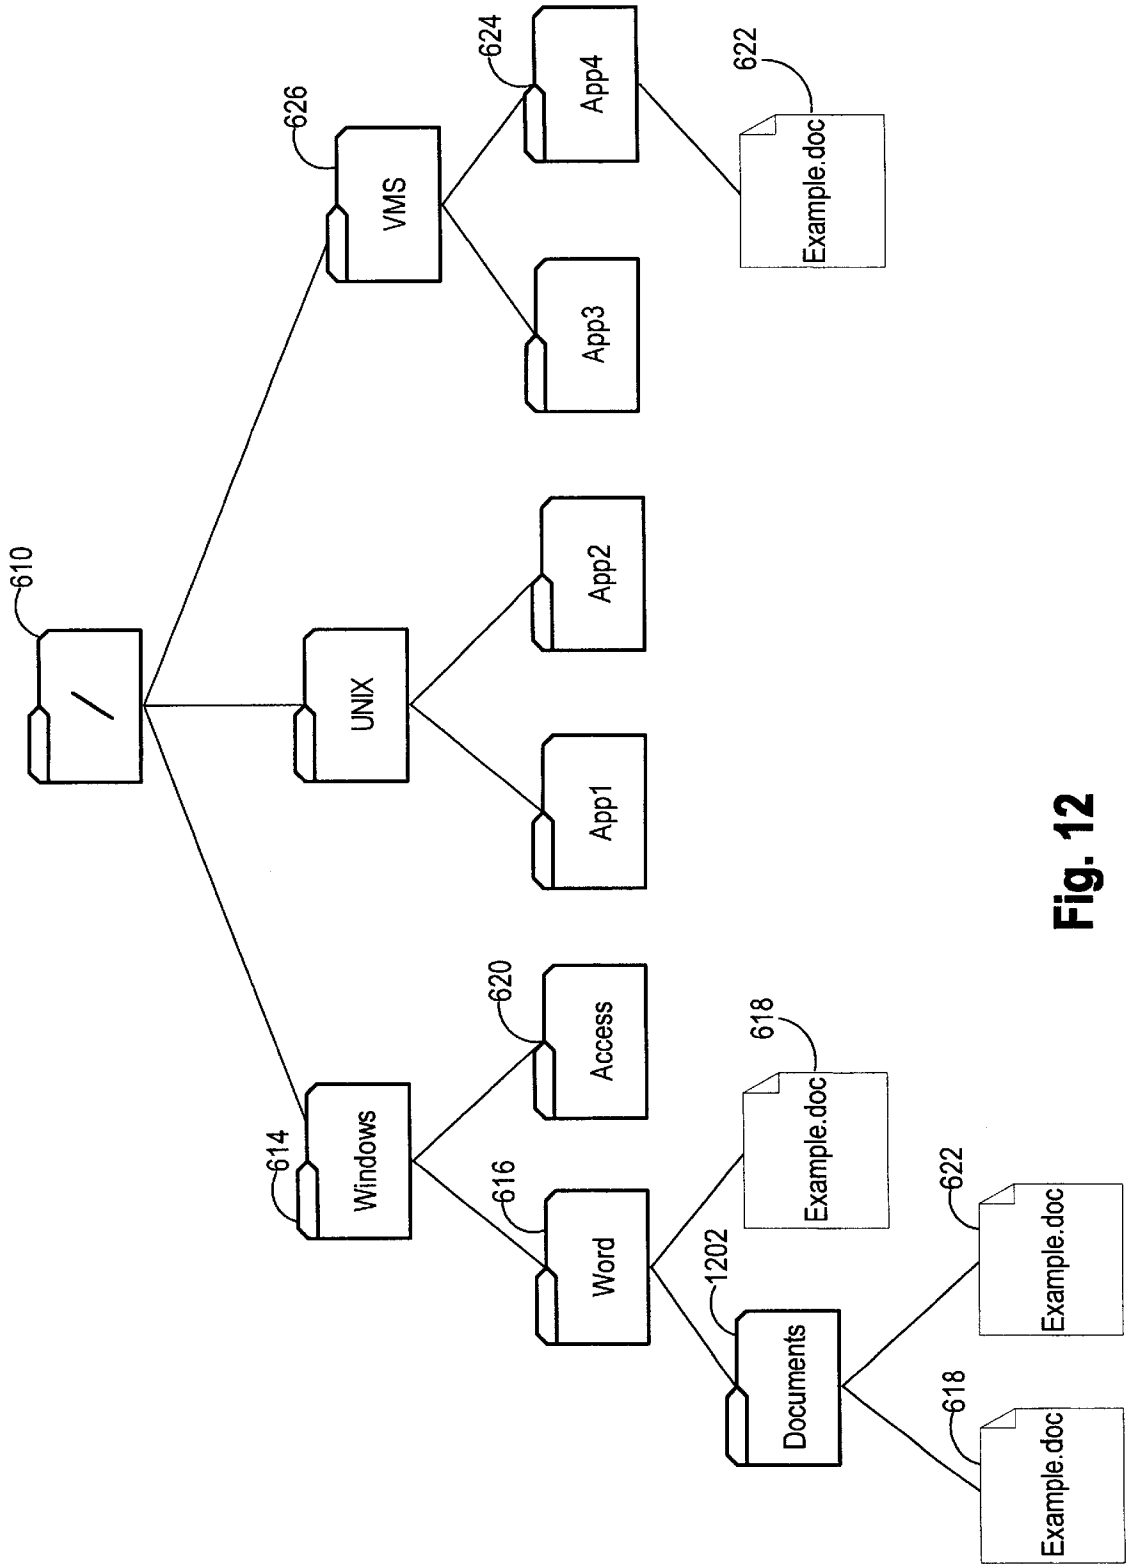 610
/
626
VMS
614
Windows
UNIX
624
App4
616
Word
620
Access
App1
App2
App3
622
Example.doc
1202
Documents
618
Example.doc
618
Example.doc
622
Example.doc
Fig. 12